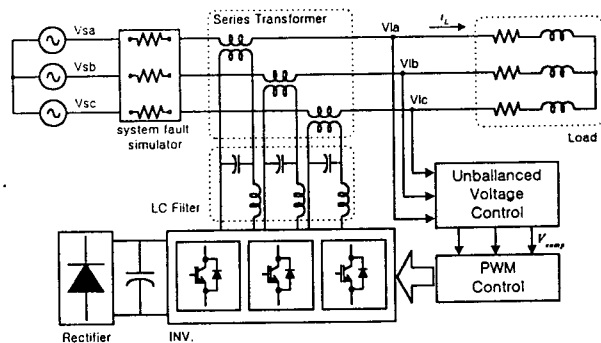 Series Transformer
Vsa
Vsb
Vsc
Vla
i_L
Vlb
Vlc
system fault
simulator
Load
LC Filter
Unballanced
Voltage
Control
V_comp
PWM
Control
Rectifier
INV.